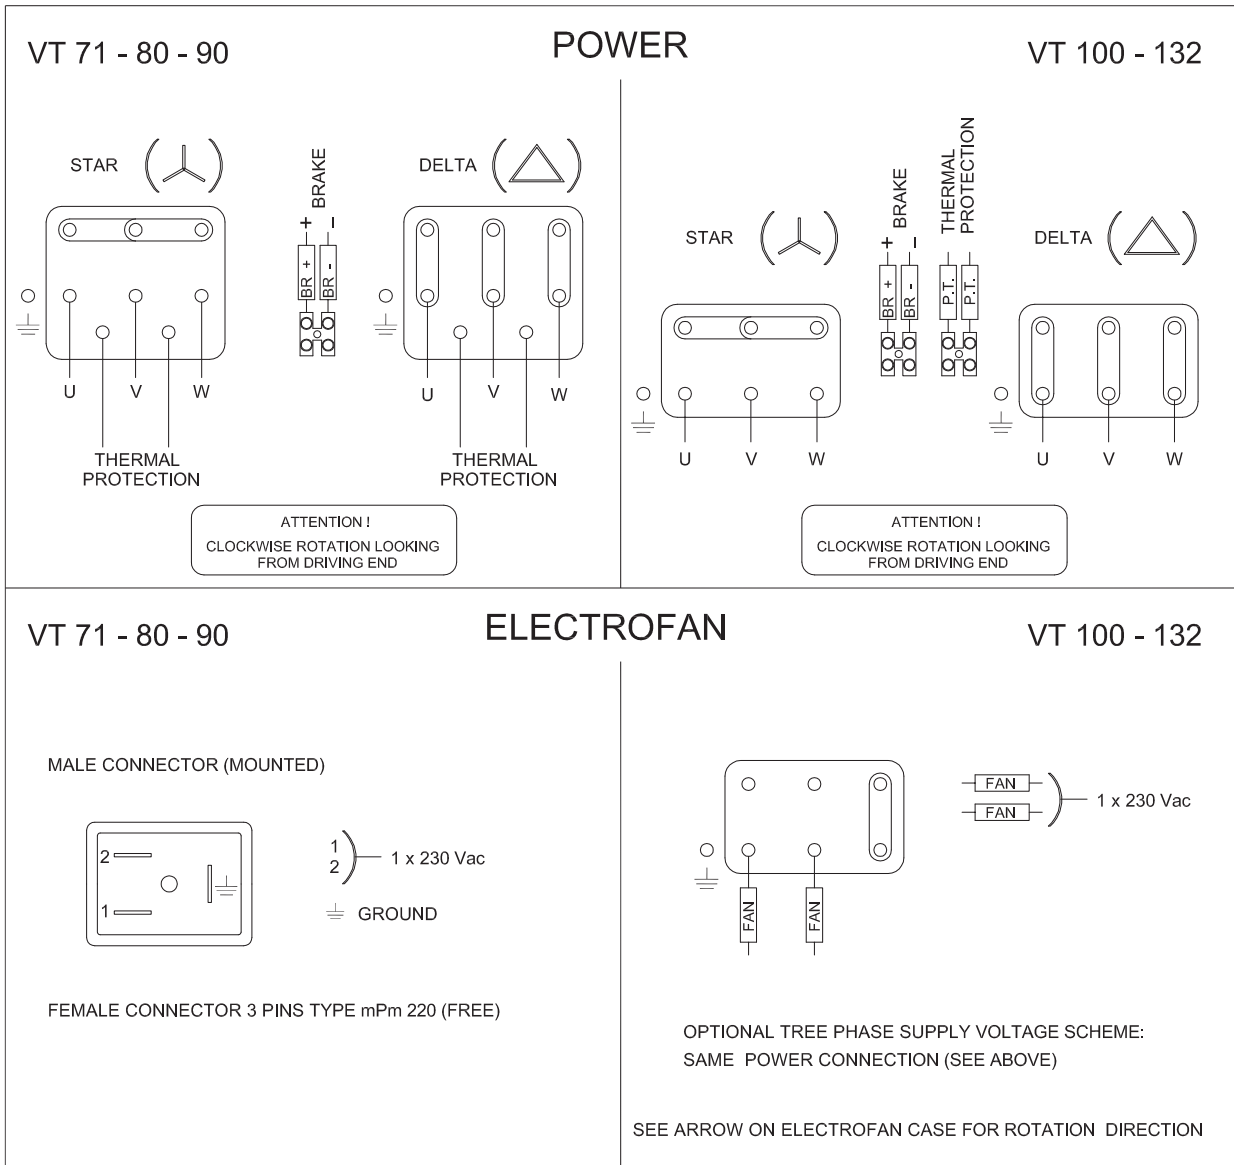 VT 71 - 80 - 90
POWER
VT 100 - 132
STAR
BRAKE
+
-
BR +
BR -
DELTA
U
V
W
THERMAL
PROTECTION
U
V
W
THERMAL
PROTECTION
ATTENTION !
CLOCKWISE ROTATION LOOKING
FROM DRIVING END
STAR
BRAKE
+
-
BR +
BR -
THERMAL
PROTECTION
P.T.
P.T.
DELTA
U
V
W
U
V
W
ATTENTION !
CLOCKWISE ROTATION LOOKING
FROM DRIVING END
VT 71 - 80 - 90
ELECTROFAN
VT 100 - 132
MALE CONNECTOR (MOUNTED)
2
1
1
2
1 x 230 Vac
GROUND
FEMALE CONNECTOR 3 PINS TYPE mPm 220 (FREE)
FAN
FAN
FAN
FAN
1 x 230 Vac
OPTIONAL TREE PHASE SUPPLY VOLTAGE SCHEME:
SAME POWER CONNECTION (SEE ABOVE)
SEE ARROW ON ELECTROFAN CASE FOR ROTATION DIRECTION